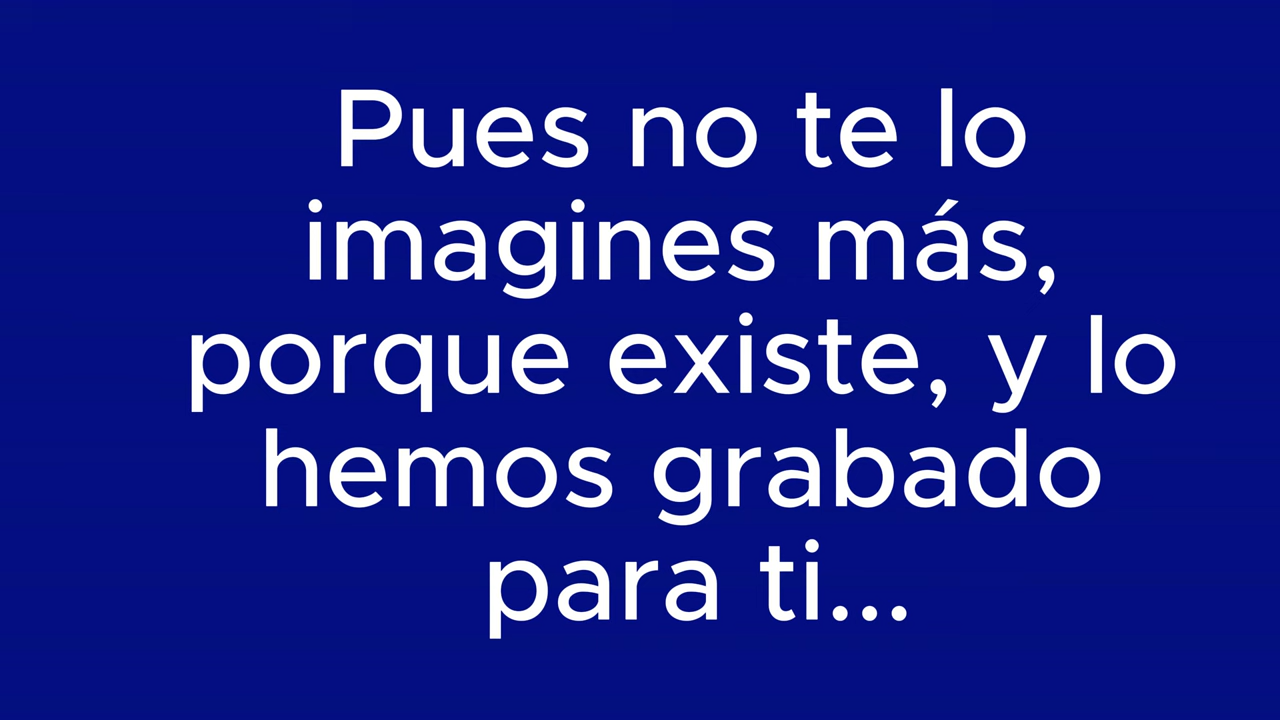 Pues no te lo
imagines más,
porque existe, y lo
hemos grabado
para ti...